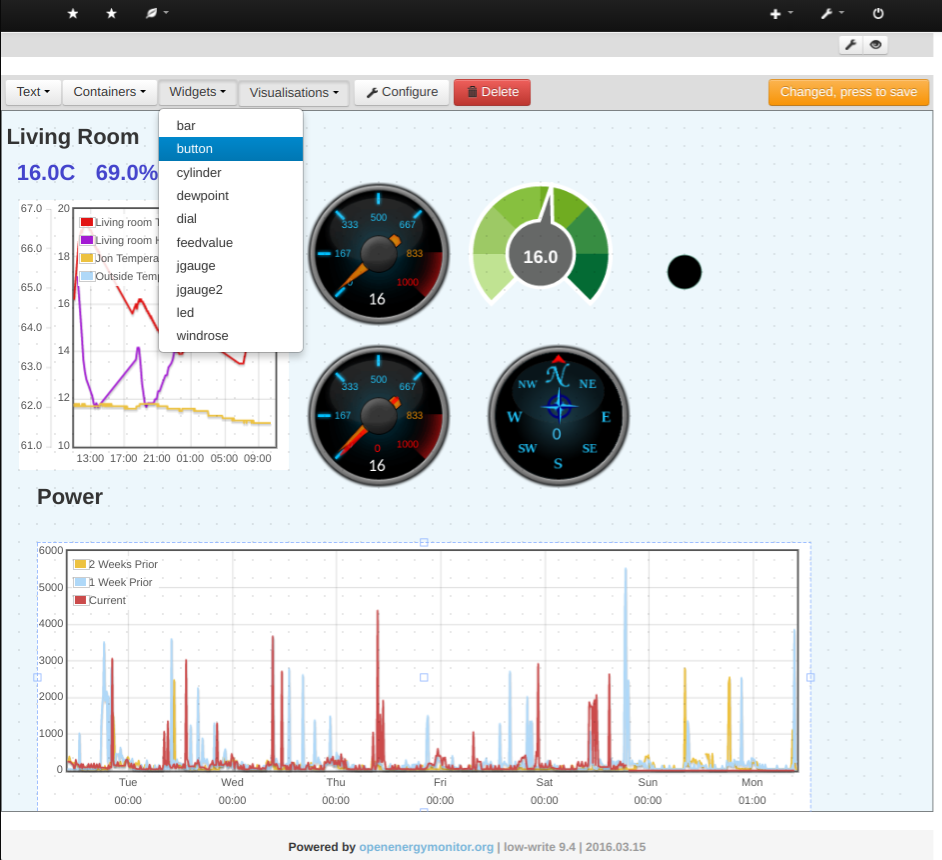 Text Containers Widgets Visualisations Configure Delete Changed, press to save
Living Room
16.0C 69.0%
bar
button
cylinder
dewpoint
dial
feedvalue
jgauge
jgauge2
led
windrose
67.0
66.0
65.0
64.0
63.0
62.0
61.0
20
18
16
14
12
10
Living room T
Living room H
Jon Tempera
Outside Temp
13:00 17:00 21:00 01:00 05:00 09:00
333 500 667
167 833
0 1000
16
16.0
333 500 667
167 833
0 1000
16
N
NW NE
W E
0
SW SE
S
Power
6000
5000
4000
3000
2000
1000
0
2 Weeks Prior
1 Week Prior
Current
Tue Wed Thu Fri Sat Sun Mon
00:00 00:00 00:00 00:00 00:00 00:00 01:00
Powered by openenergymonitor.org | low-write 9.4 | 2016.03.15